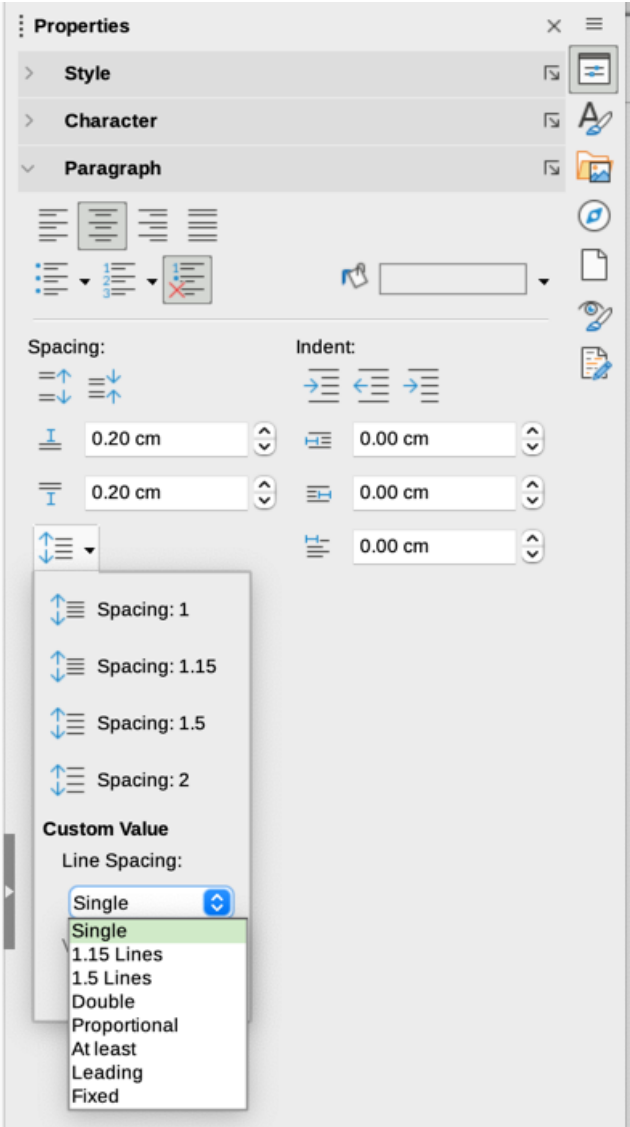 Properties
Style
Character
Paragraph
Spacing: Indent:
0.20 cm 0.00 cm
0.20 cm 0.00 cm
0.00 cm
Spacing: 1
Spacing: 1.15
Spacing: 1.5
Spacing: 2
Custom Value
Line Spacing:
Single
Single
1.15 Lines
1.5 Lines
Double
Proportional
At least
Leading
Fixed